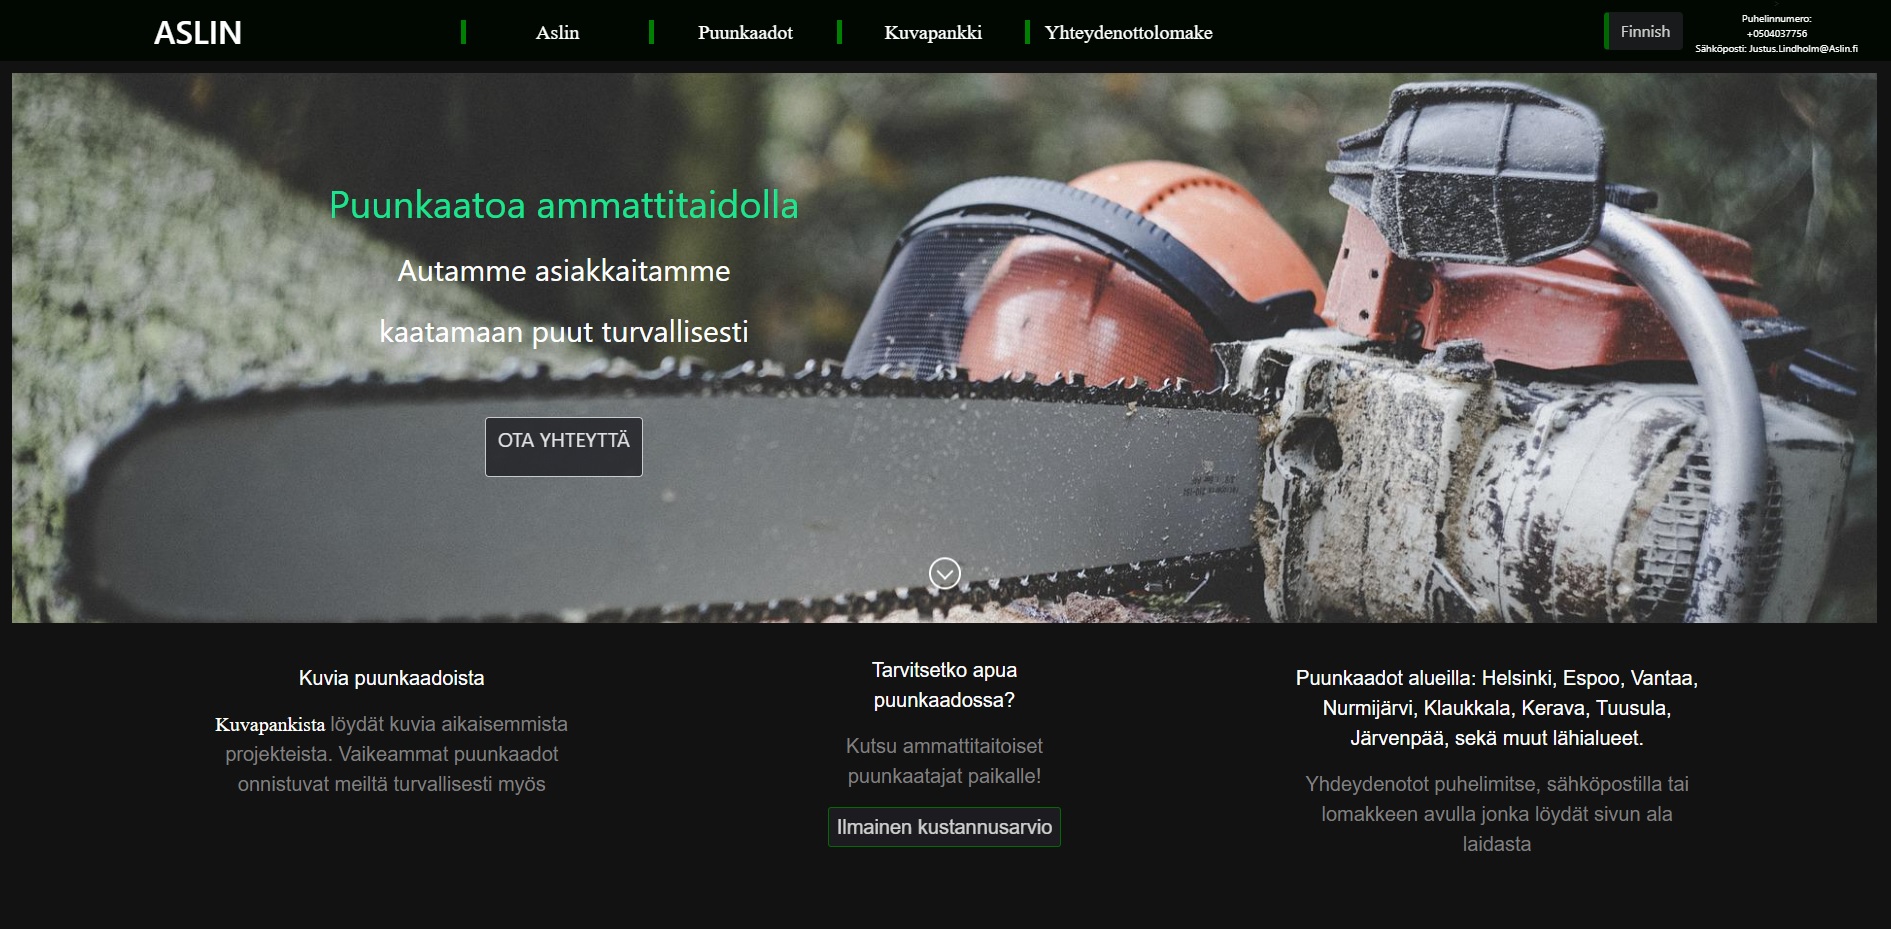 ASLIN
Aslin
Puunkaadot
Kuvapankki
Yhteydenottolomake
Finnish
Puhelinnumero:
+0504037756
Sähköposti: Justus.Lindholm@Aslin.fi
Puunkaatoa ammattitaidolla
Autamme asiakkaitamme
kaatamaan puut turvallisesti
OTA YHTEYTTÄ
Kuvia puunkaadoista
Kuvapankista löydät kuvia aikaisemmista
projekteista. Vaikeammat puunkaadot
onnistuvat meiltä turvallisesti myös
Tarvitsetko apua
puunkaadossa?
Kutsu ammattitaitoiset
puunkaatajat paikalle!
Ilmainen kustannusarvio
Puunkaadot alueilla: Helsinki, Espoo, Vantaa,
Nurmijärvi, Klaukkala, Kerava, Tuusula,
Järvenpää, sekä muut lähialueet.
Yhdeydenotot puhelimitse, sähköpostilla tai
lomakkeen avulla jonka löydät sivun ala
laidasta